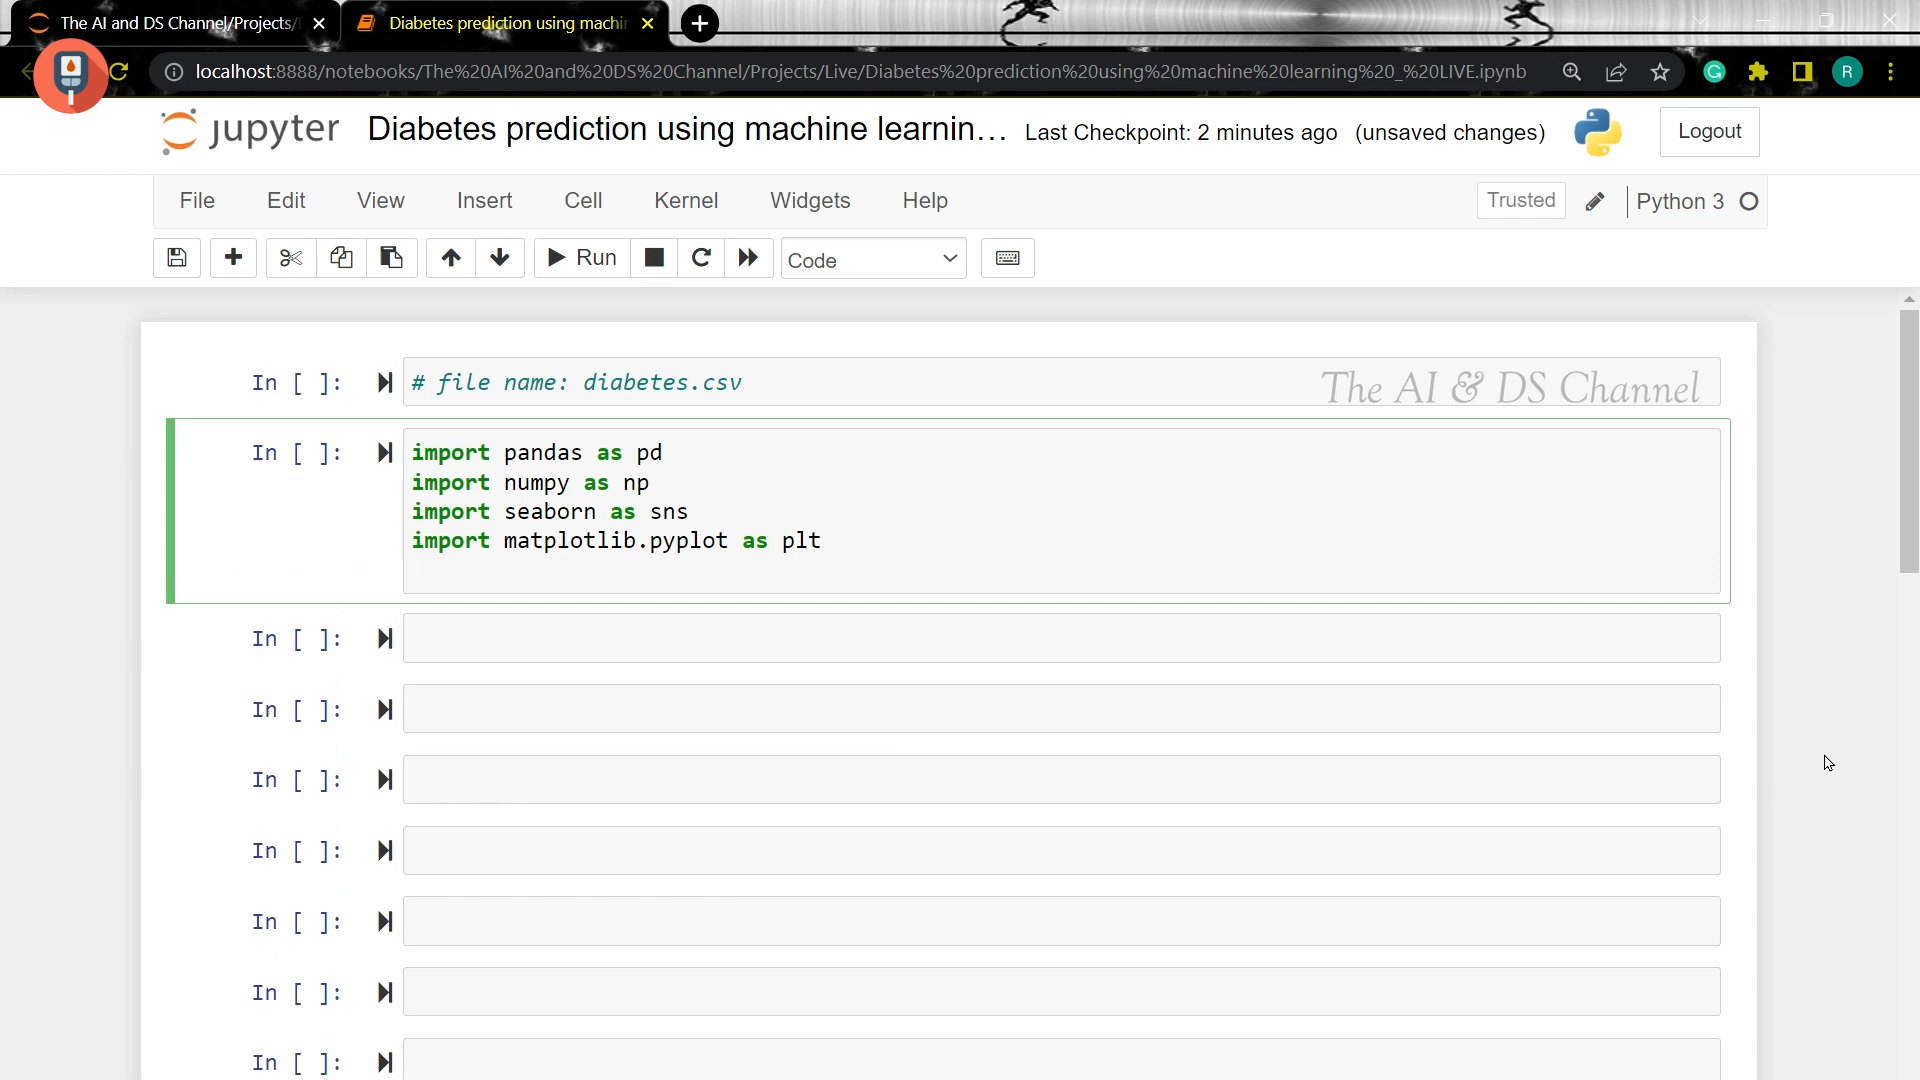 The AI and DS Channel/Projects/
Diabetes prediction using machi
localhost:8888/notebooks/The%20AI%20and%20DS%20Channel/Projects/Live/Diabetes%20prediction%20using%20machine%20learning%20_%20LIVE.ipynb
R
jupyter Diabetes prediction using machine learnin... Last Checkpoint: 2 minutes ago (unsaved changes) Logout
File Edit View Insert Cell Kernel Widgets Help Trusted Python 3
Run Code
In [ ]: # file name: diabetes.csv
The AI & DS Channel
In [ ]: import pandas as pd
import numpy as np
import seaborn as sns
import matplotlib.pyplot as plt
In [ ]:
In [ ]:
In [ ]:
In [ ]:
In [ ]:
In [ ]:
In [ ]: